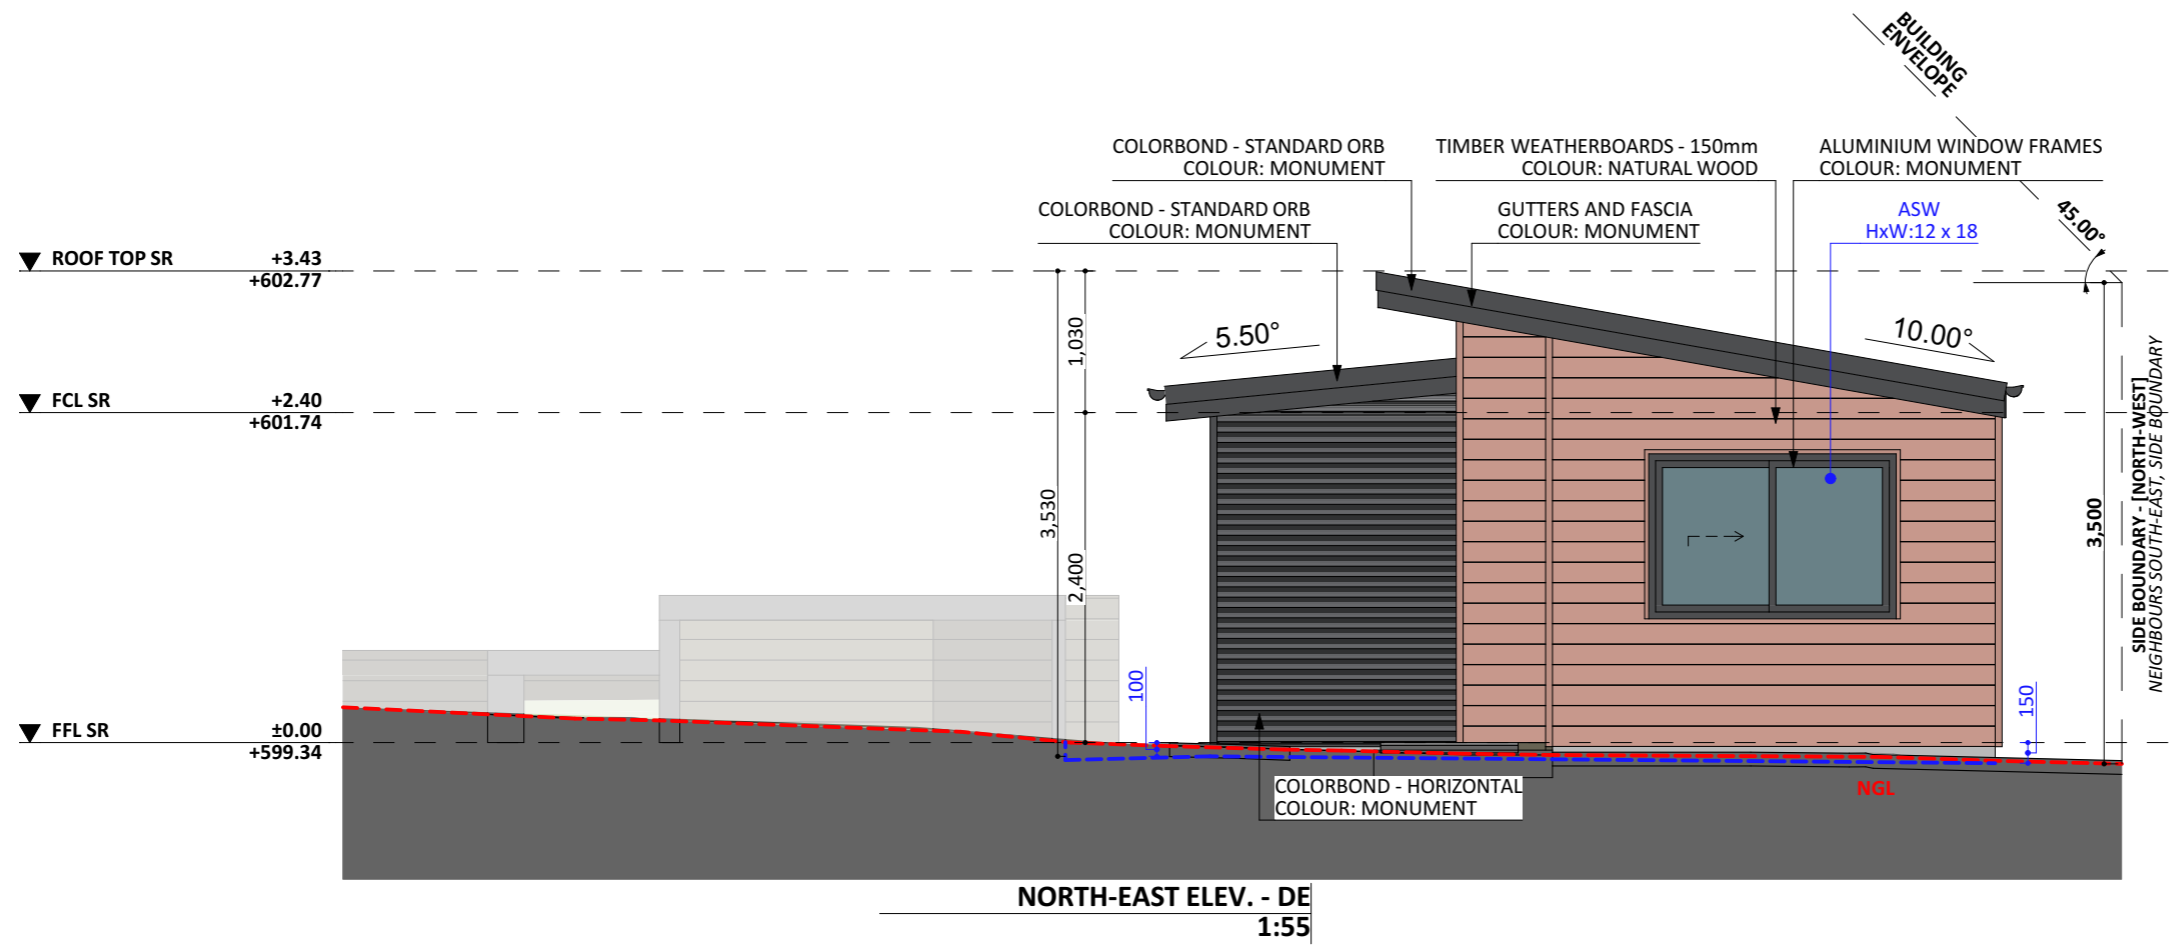 BUILDING
ENVELOPE
COLORBOND - STANDARD ORB
COLOUR: MONUMENT
TIMBER WEATHERBOARDS - 150mm
COLOUR: NATURAL WOOD
ALUMINIUM WINDOW FRAMES
COLOUR: MONUMENT
COLORBOND - STANDARD ORB
COLOUR: MONUMENT
GUTTERS AND FASCIA
COLOUR: MONUMENT
ASW
HxW:12 x 18
45.00°
ROOF TOP SR +3.43
+602.77
1,030
5.50°
10.00°
FCL SR +2.40
+601.74
3,530
2,400
3,500
SIDE BOUNDARY - [NORTH-WEST]
NEIGHBOURS SOUTH-EAST, SIDE BOUNDARY
100
150
FFL SR ±0.00
+599.34
COLORBOND - HORIZONTAL
COLOUR: MONUMENT
NGL
NORTH-EAST ELEV. - DE
1:55